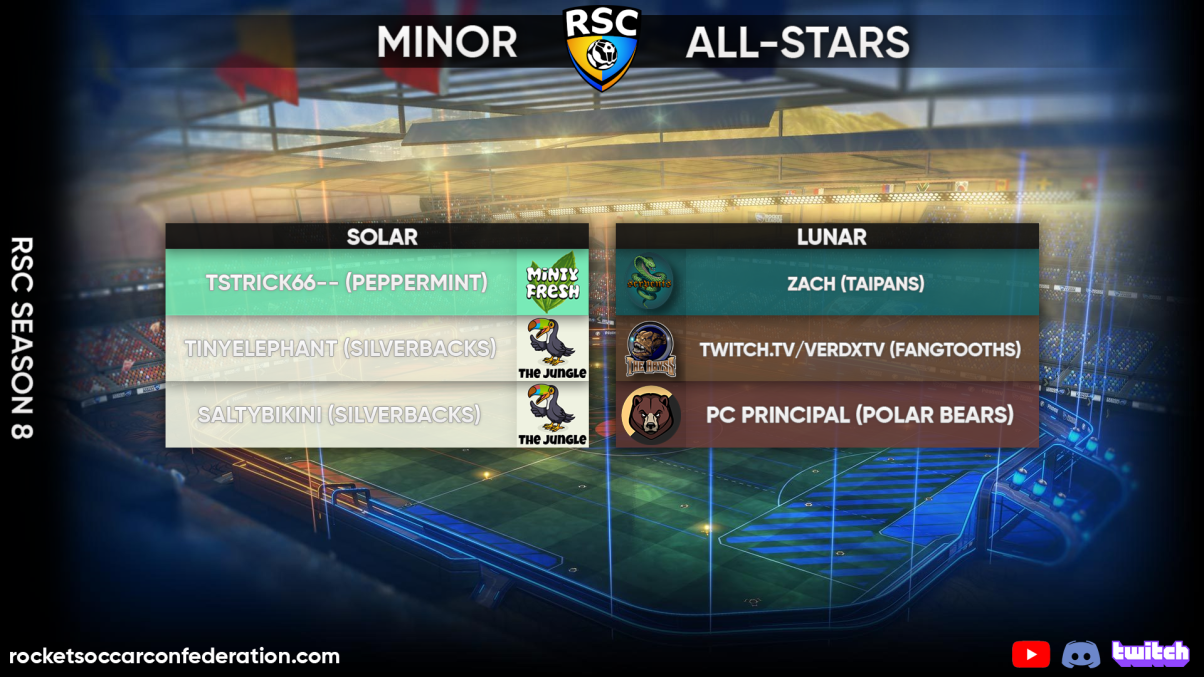 MINOR
RSC
ALL-STARS
RSC SEASON 8
SOLAR
TSTRICK66-- (PEPPERMINT)
MINTY
FRESH
TINYELEPHANT (SILVERBACKS)
THE JUNGLE
SALTYBIKINI (SILVERBACKS)
THE JUNGLE
LUNAR
ZACH (TAIPANS)
TWITCH.TV/VERDXTV (FANGTOOTHS)
PC PRINCIPAL (POLAR BEARS)
rocketsoccarconfederation.com
twitch